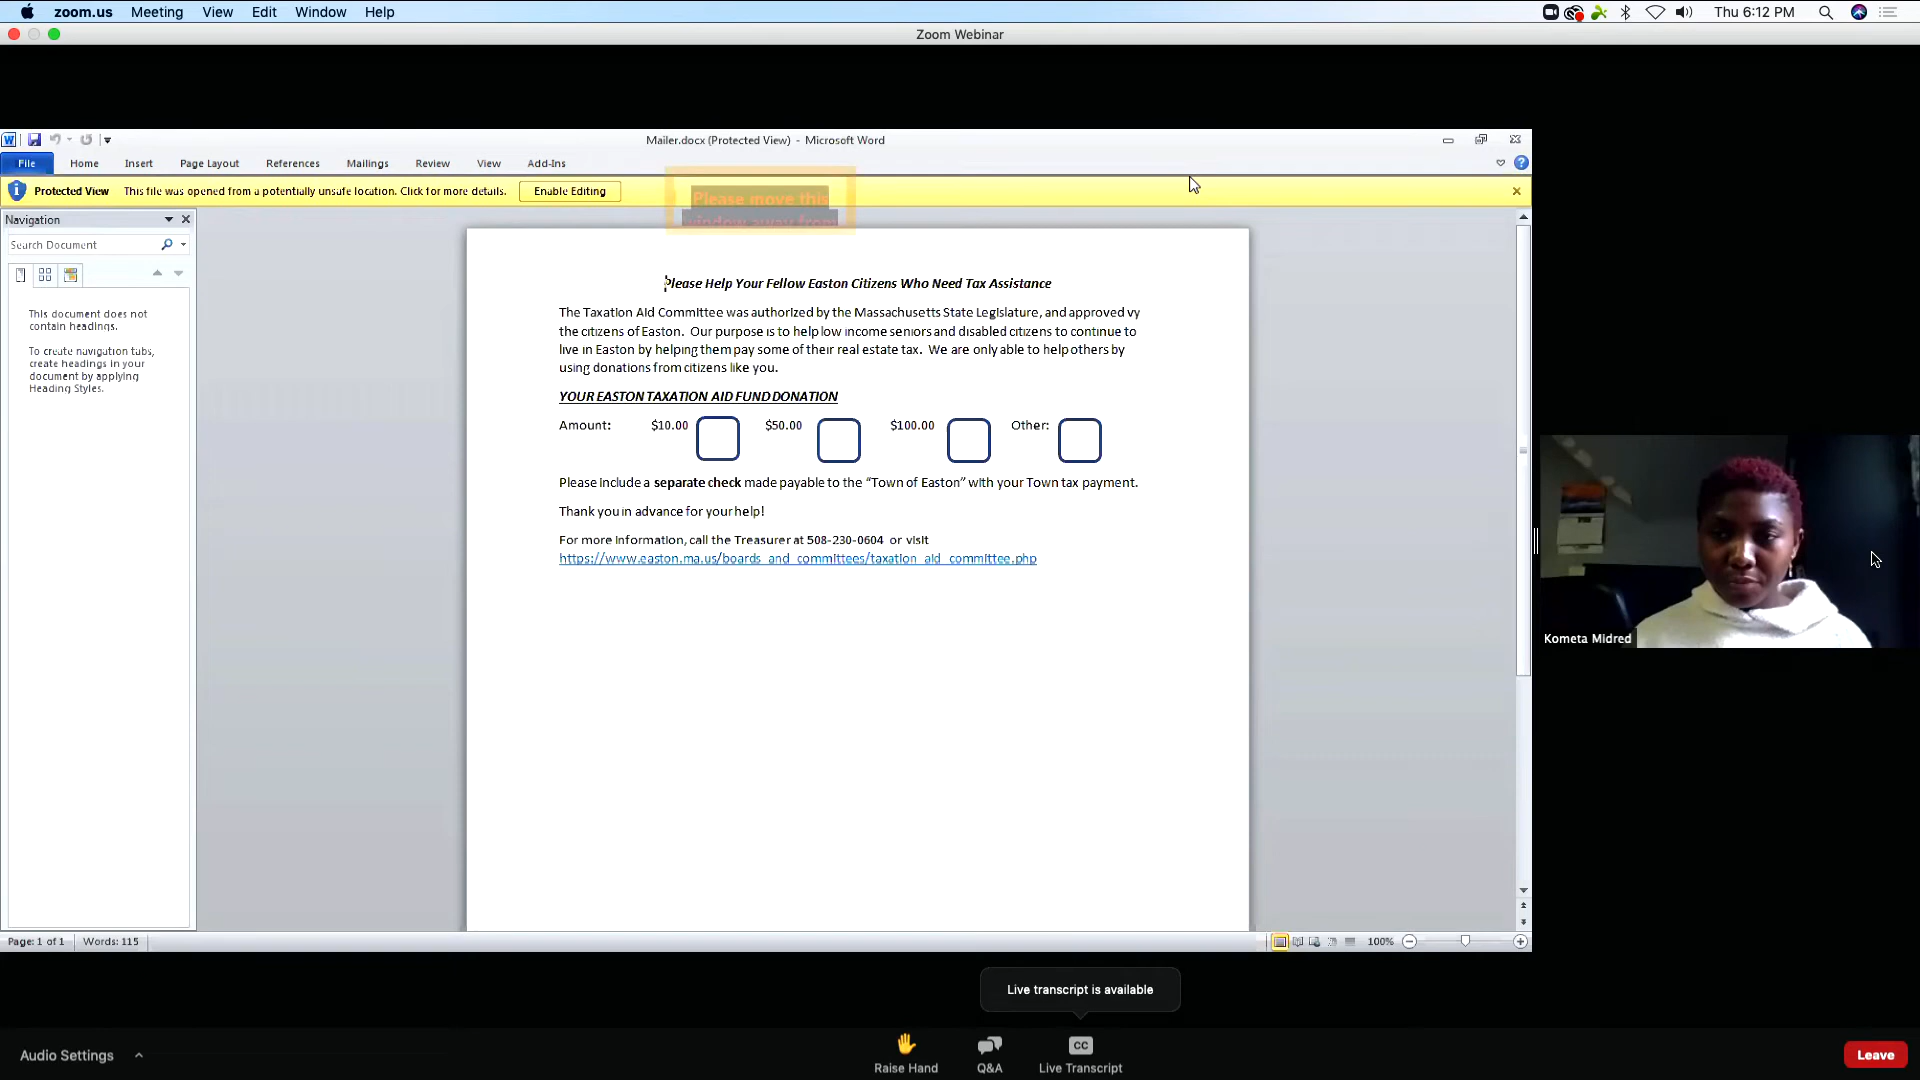 zoom.us Meeting View Edit Window Help Thu 6:12 PM
Zoom Webinar
Mailer.docx (Protected View) - Microsoft Word
File Home Insert Page Layout References Mailings Review View Add-Ins
Protected View This file was opened from a potentially unsafe location. Click for more details. Enable Editing
Please move this
window away from
Navigation
Search Document
This document does not
contain headings.
To create navigation tabs,
create headings in your
document by applying
Heading Styles.
Please Help Your Fellow Easton Citizens Who Need Tax Assistance
The Taxation Aid Committee was authorized by the Massachusetts State Legislature, and approved vy
the citizens of Easton. Our purpose is to help low income seniors and disabled citizens to continue to
live in Easton by helping them pay some of their real estate tax. We are only able to help others by
using donations from citizens like you.
YOUR EASTON TAXATION AID FUND DONATION
Amount: $10.00 $50.00 $100.00 Other:
Please include a separate check made payable to the “Town of Easton” with your Town tax payment.
Thank you in advance for your help!
For more information, call the Treasurer at 508-230-0604 or visit
https://www.easton.ma.us/boards_and_committees/taxation_aid_committee.php
Kometa Midred
Page: 1 of 1 Words: 115 100%
Live transcript is available
Audio Settings Raise Hand Q&A CC Live Transcript Leave